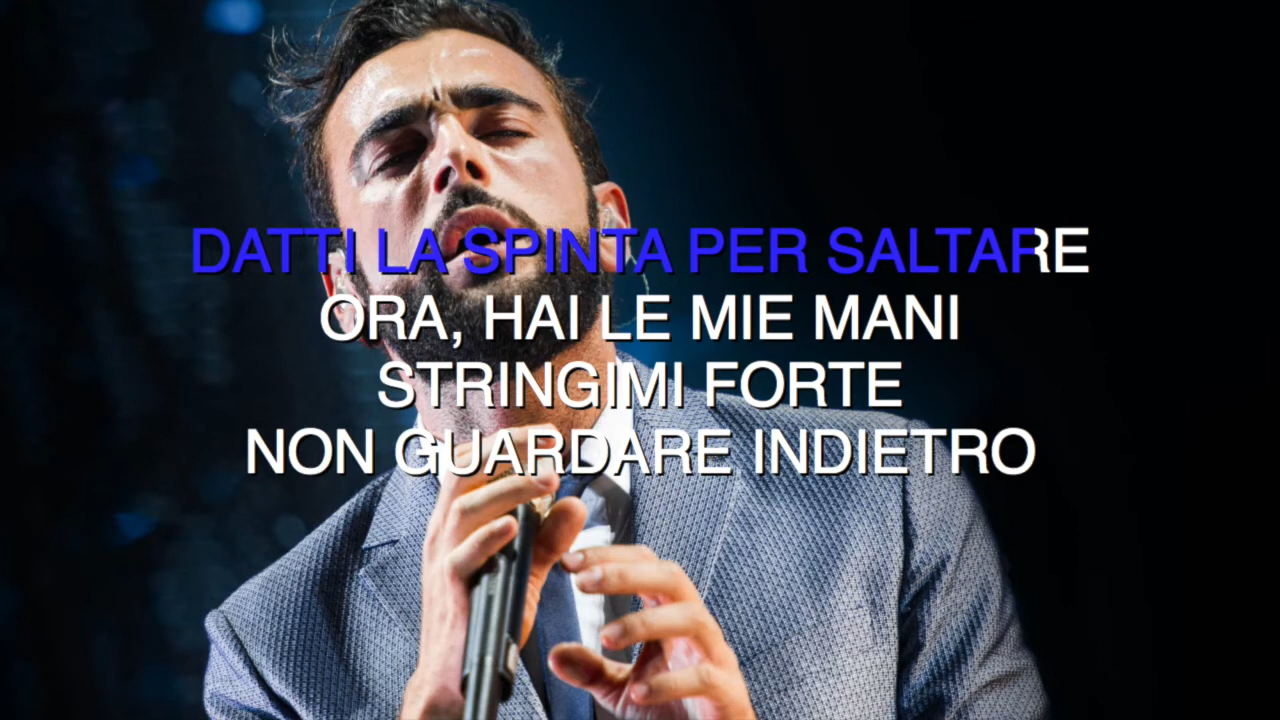 DATTI LA SPINTA PER SALTARE
ORA, HAI LE MIE MANI
STRINGIMI FORTE
NON GUARDARE INDIETRO